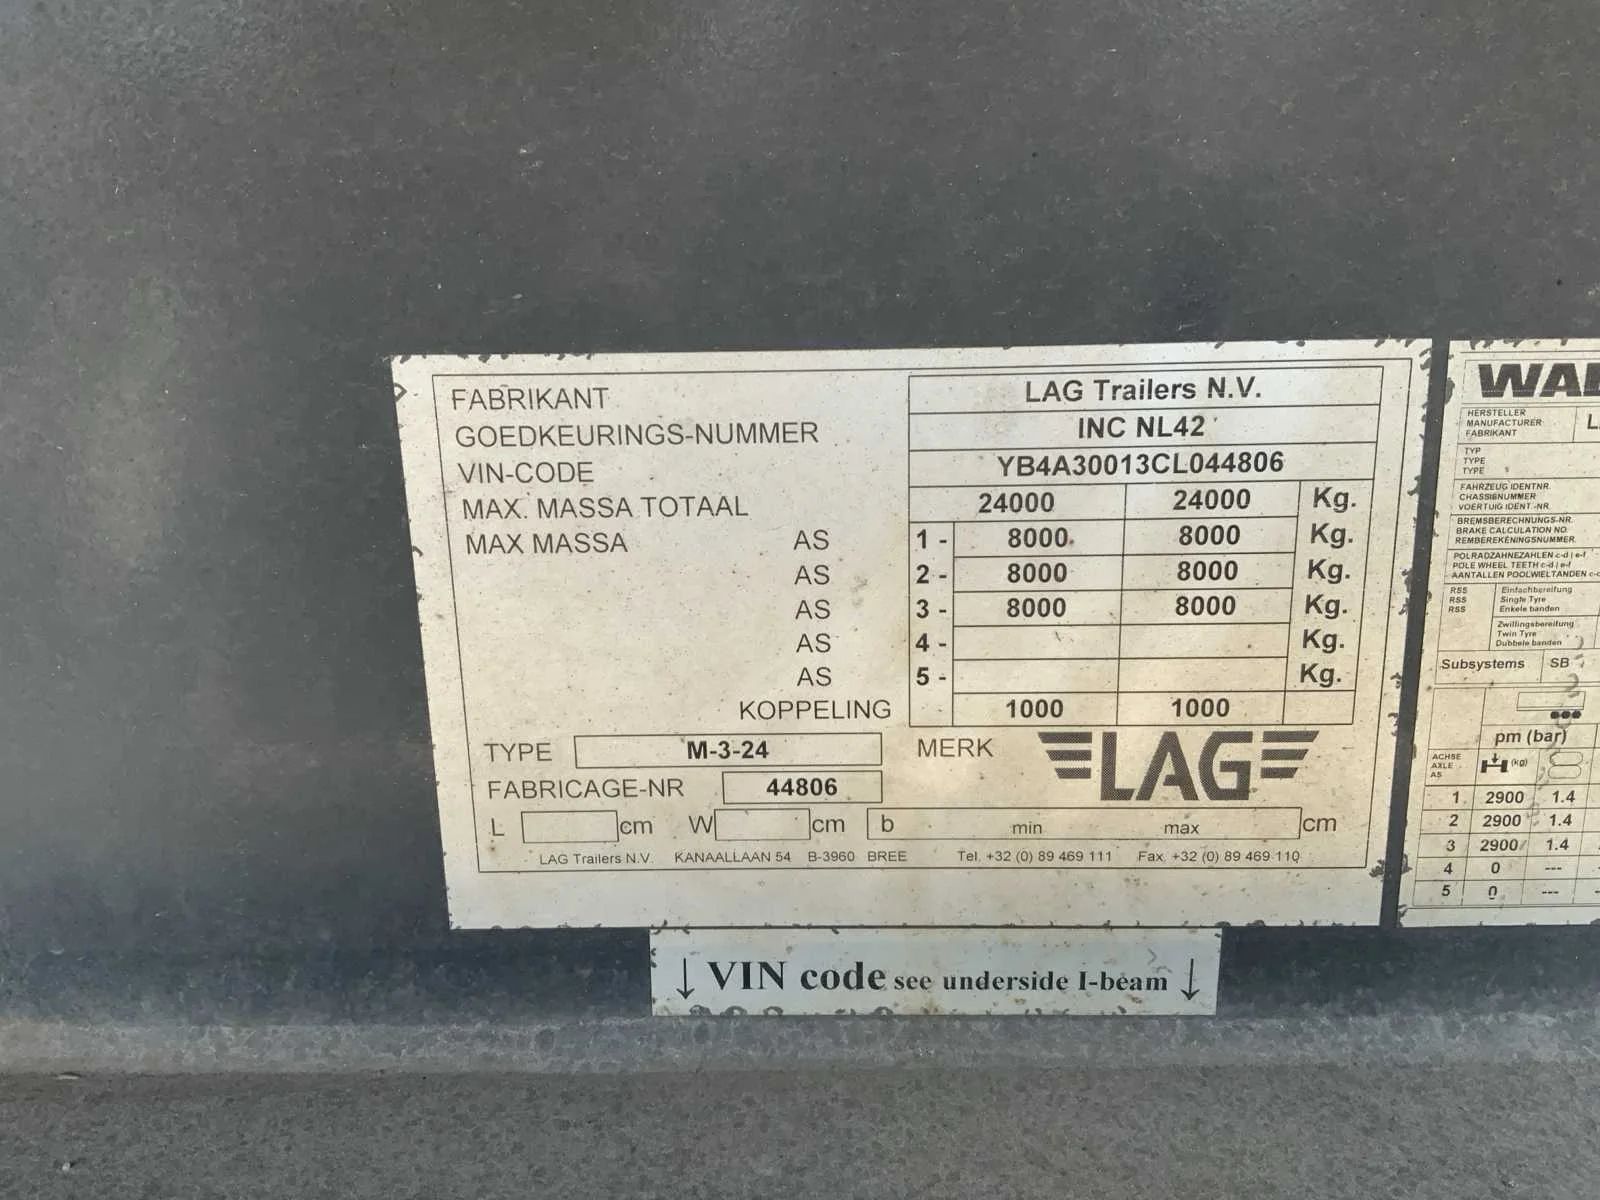 FABRIKANT LAG Trailers N.V.
GOEDKEURINGS-NUMMER INC NL42
VIN-CODE YB4A30013CL044806
MAX. MASSA TOTAAL 24000 24000 Kg.
MAX MASSA AS 1 - 8000 8000 Kg.
AS 2 - 8000 8000 Kg.
AS 3 - 8000 8000 Kg.
AS 4 - Kg.
AS 5 - Kg.
KOPPELING 1000 1000
TYPE M-3-24 MERK LAG
FABRICAGE-NR 44806
L cm W cm b min max cm
LAG Trailers N.V. KANAALLAAN 54 B-3960 BREE Tel. +32 (0) 89 469 111 Fax. +32 (0) 89 469 110
↓ VIN code see underside I-beam ↓
HERSTELLER
MANUFACTURER
FABRIKANT
TYP
TYPE
TYPE
FAHRZEUG IDENTNR.
CHASSISNUMMER
VOERTUIG IDENT.-NR.
BREMSBERECHNUNGS-NR.
BRAKE CALCULATION NO.
REMBEREKENINGSNUMMER.
POLRADZAHNEZAHLEN c-d | e-f
POLE WHEEL TEETH c-d | e-f
AANTALLEN POOLWIELTANDEN
RSS Einfachbereifung
RSS Single Tyre
RSS Enkele banden
Zwillingsbereifung
Twin Tyre
Dubbele banden
Subsystems SB
pm (bar)
ACHSE
AXLE
AS
(kg)
1 2900 1.4
2 2900 1.4
3 2900 1.4
4 0 ---
5 0 ---